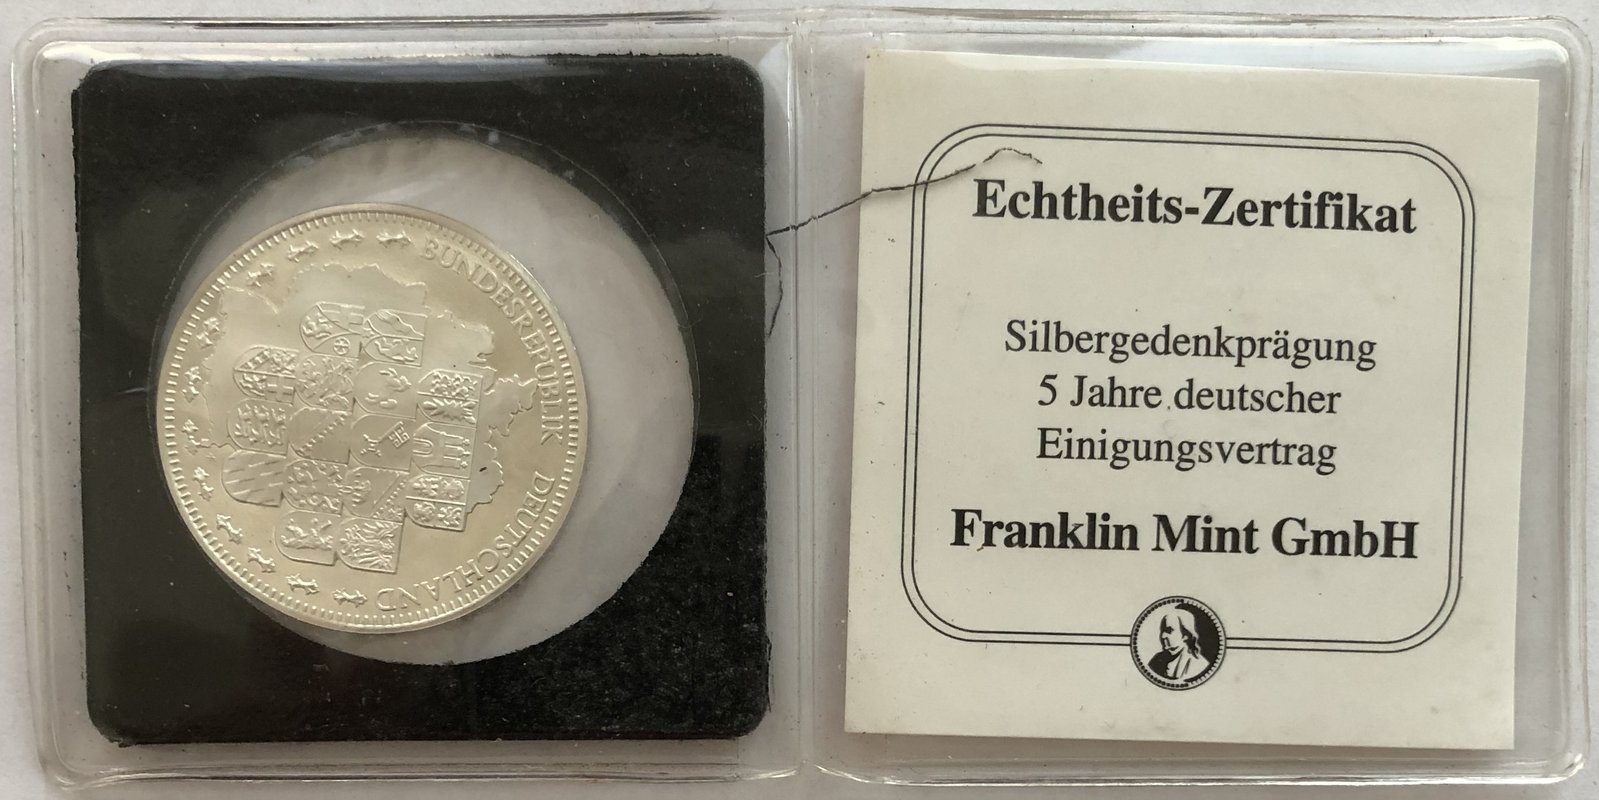 BUNDESREPUBLIK DEUTSCHLAND
Echtheits-Zertifikat
Silbergedenkprägung
5 Jahre deutscher
Einigungsvertrag
Franklin Mint GmbH